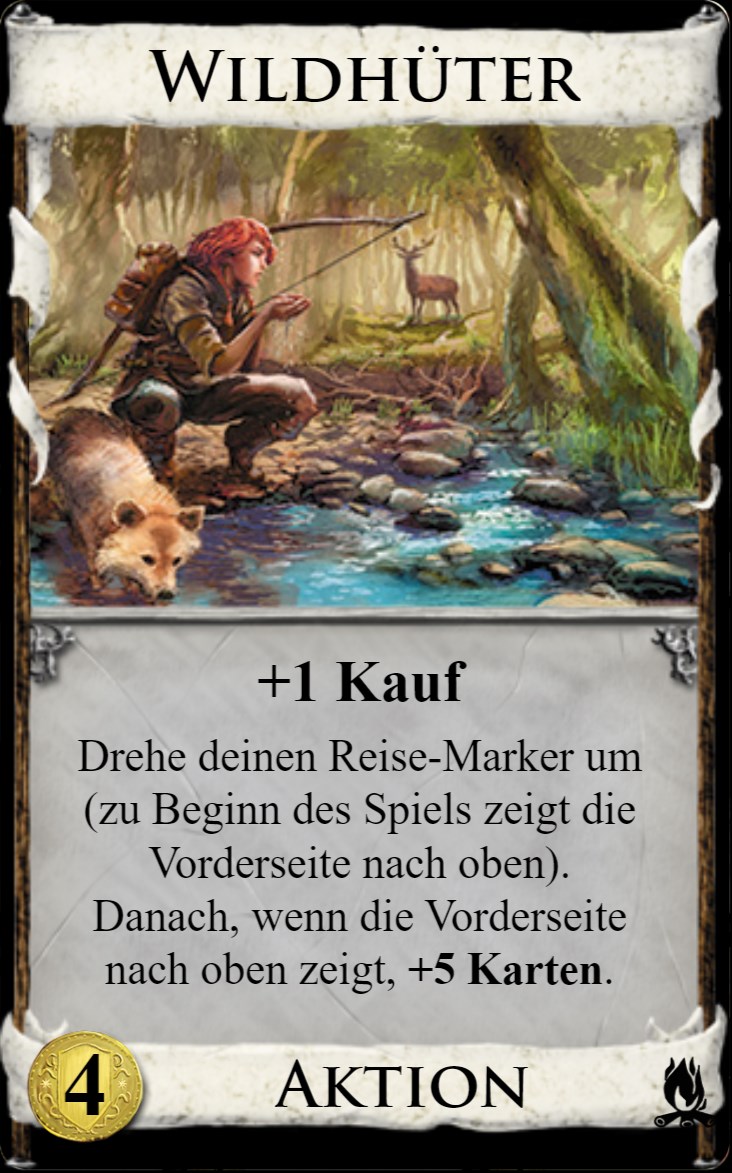 WILDHÜTER
+1 Kauf
Drehe deinen Reise-Marker um
(zu Beginn des Spiels zeigt die
Vorderseite nach oben).
Danach, wenn die Vorderseite
nach oben zeigt, +5 Karten.
4
AKTION